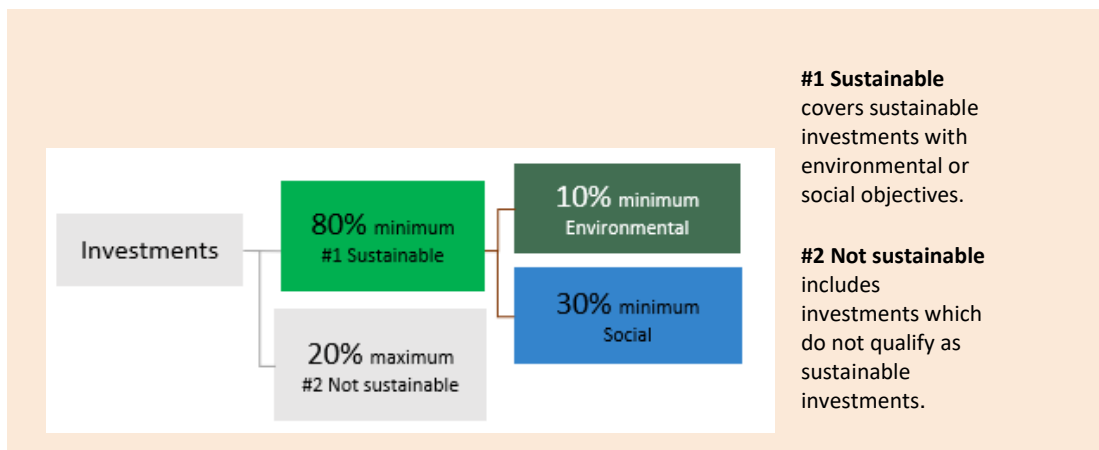 Investments
80% minimum
#1 Sustainable
20% maximum
#2 Not sustainable
10% minimum
Environmental
30% minimum
Social
#1 Sustainable
covers sustainable
investments with
environmental or
social objectives.
#2 Not sustainable
includes
investments which
do not qualify as
sustainable
investments.